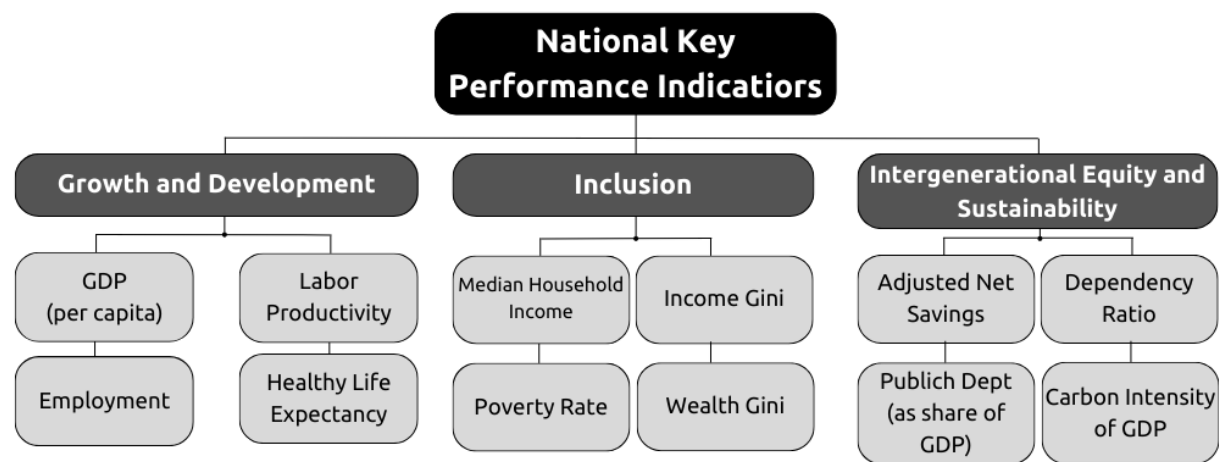 National Key
Performance Indicatiors
Growth and Development
Inclusion
Intergenerational Equity and
Sustainability
GDP
(per capita)
Labor
Productivity
Employment
Healthy Life
Expectancy
Median Household
Income
Income Gini
Poverty Rate
Wealth Gini
Adjusted Net
Savings
Dependency
Ratio
Publich Dept
(as share of
GDP)
Carbon Intensity
of GDP